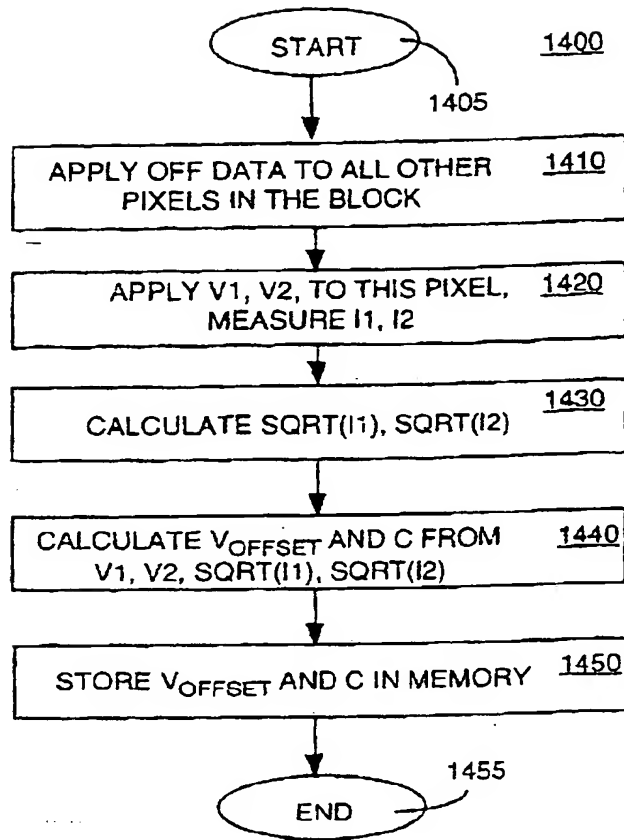 START
1400
1405
APPLY OFF DATA TO ALL OTHER
PIXELS IN THE BLOCK
1410
APPLY V1, V2, TO THIS PIXEL,
MEASURE I1, I2
1420
CALCULATE SQRT(I1), SQRT(I2)
1430
CALCULATE VOFFSET AND C FROM
V1, V2, SQRT(I1), SQRT(I2)
1440
STORE VOFFSET AND C IN MEMORY
1450
1455
END